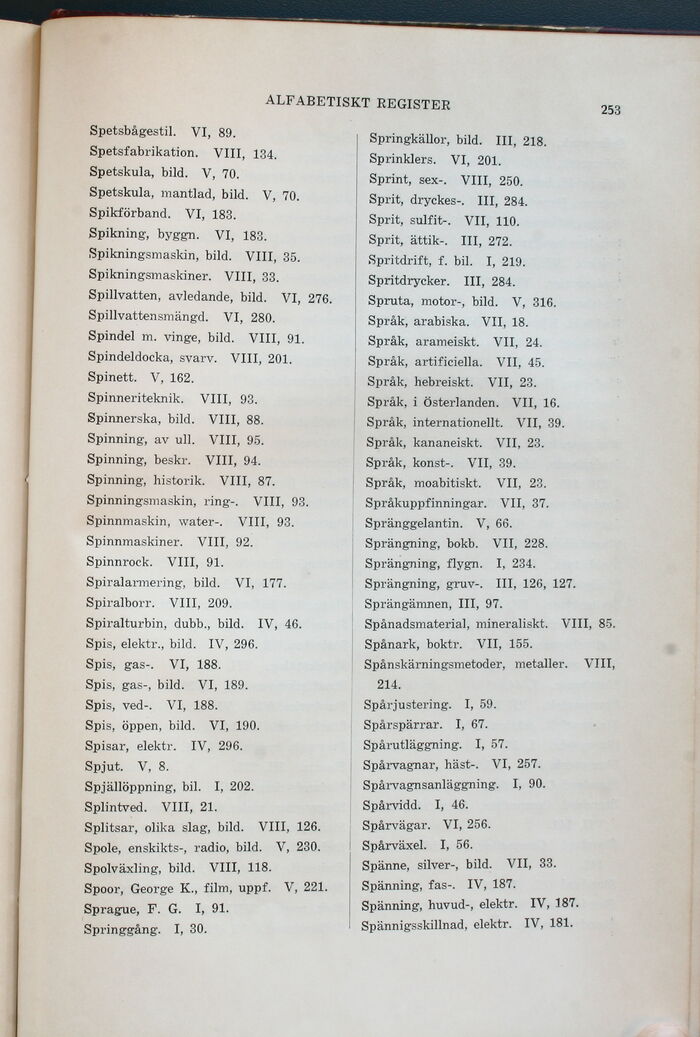 ALFABETISKT REGISTER
253
Spetsbågestil. VI, 89.
Spetsfabrikation. VIII, 134.
Spetskula, bild. V, 70.
Spetskula, mantlad, bild. V, 70.
Spikförband. VI, 183.
Spikning, byggn. VI, 183.
Spikningsmaskin, bild. VIII, 35.
Spikningsmaskiner. VIII, 33.
Spillvatten, avledande, bild. VI, 276.
Spillvattensmängd. VI, 280.
Spindel m. vinge, bild. VIII, 91.
Spindeldocka, svarv. VIII, 201.
Spinett. V, 162.
Spinneriteknik. VIII, 93.
Spinnerska, bild. VIII, 88.
Spinning, av ull. VIII, 95.
Spinning, beskr. VIII, 94.
Spinning, historik. VIII, 87.
Spinningsmaskin, ring-. VIII, 93.
Spinnmaskin, water-. VIII, 93.
Spinnmaskiner. VIII, 92.
Spinnrock. VIII, 91.
Spiralarmering, bild. VI, 177.
Spiralborr. VIII, 209.
Spiralturbin, dubb., bild. IV, 46.
Spis, elektr., bild. IV, 296.
Spis, gas-. VI, 188.
Spis, gas-, bild. VI, 189.
Spis, ved-. VI, 188.
Spis, öppen, bild. VI, 190.
Spisar, elektr. IV, 296.
Spjut. V, 8.
Spjällöppning, bil. I, 202.
Splintved. VIII, 21.
Splitsar, olika slag, bild. VIII, 126.
Spole, enskikts-, radio, bild. V, 230.
Spolväxling, bild. VIII, 118.
Spoor, George K., film, uppf. V, 221.
Sprague, F. G. I, 91.
Springgång. I, 30.
Springkällor, bild. III, 218.
Sprinklers. VI, 201.
Sprint, sex-. VIII, 250.
Sprit, dryckes-. III, 284.
Sprit, sulfit-. VII, 110.
Sprit, ättik-. III, 272.
Spritdrift, f. bil. I, 219.
Spritdrycker. III, 284.
Spruta, motor-, bild. V, 316.
Språk, arabiska. VII, 18.
Språk, arameiskt. VII, 24.
Språk, artificiella. VII, 45.
Språk, hebreiskt. VII, 23.
Språk, i Österlanden. VII, 16.
Språk, internationellt. VII, 39.
Språk, kananeiskt. VII, 23.
Språk, konst-. VII, 39.
Språk, moabitiskt. VII, 23.
Språkuppfinningar. VII, 37.
Spränggelantin. V, 66.
Sprängning, bokb. VII, 228.
Sprängning, flygn. I, 234.
Sprängning, gruv-. III, 126, 127.
Sprängämnen, III, 97.
Spånadsmaterial, mineraliskt. VIII, 85.
Spånark, boktr. VII, 155.
Spånskärningsmetoder, metaller. VIII,
214.
Spårjustering. I, 59.
Spårspärrar. I, 67.
Spårutläggning. I, 57.
Spårvagnar, häst-. VI, 257.
Spårvagnsanläggning. I, 90.
Spårvidd. I, 46.
Spårvägar. VI, 256.
Spårväxel. I, 56.
Spänne, silver-, bild. VII, 33.
Spänning, fas-. IV, 187.
Spänning, huvud-, elektr. IV, 187.
Spännigsskillnad, elektr. IV, 181.